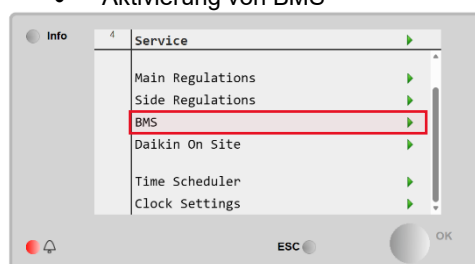 • Aktivierung von BMS
Info
4 Service
Main Regulations
Side Regulations
BMS
Daikin On Site
Time Scheduler
Clock Settings
ESC
OK